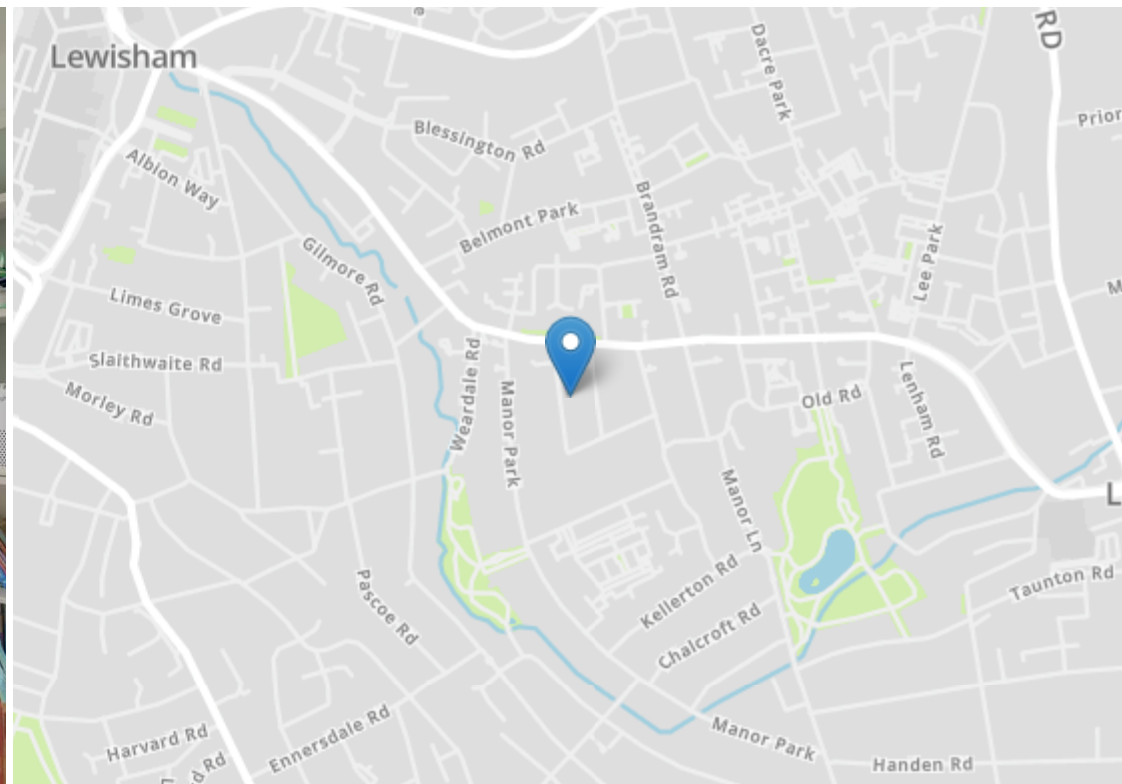 RD
Lewisham
Dacre Park
Prior
Blessington Rd
Albion Way
Brandram Rd
Belmont Park
Lee Park
Gilmore Rd
Limes Grove
Slaithwaite Rd
Weardale Rd
Morley Rd
Manor Park
Old Rd
Lenham Rd
Manor Ln
L
Pascoe Rd
Kellerton Rd
Taunton Rd
Chalcroft Rd
Manor Park
Harvard Rd
Ennersdale Rd
d Rd
Handen Rd